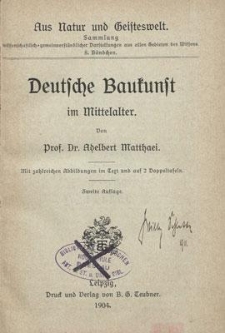 Aus Natur und Geisteswelt.
Sammlung
wissenschaftlich-gemeinverständlicher Darstellungen aus allen Gebieten des Wissens
8. Bändchen.
Deutsche Baukunst
im Mittelalter.
Von
Prof. Dr. Adelbert Matthaei.
Mit zahlreichen Abbildungen im Text und auf 2 Doppeltafeln.
Zweite Auflage.
Leipzig,
Druck und Verlag von B. G. Teubner.
1904.